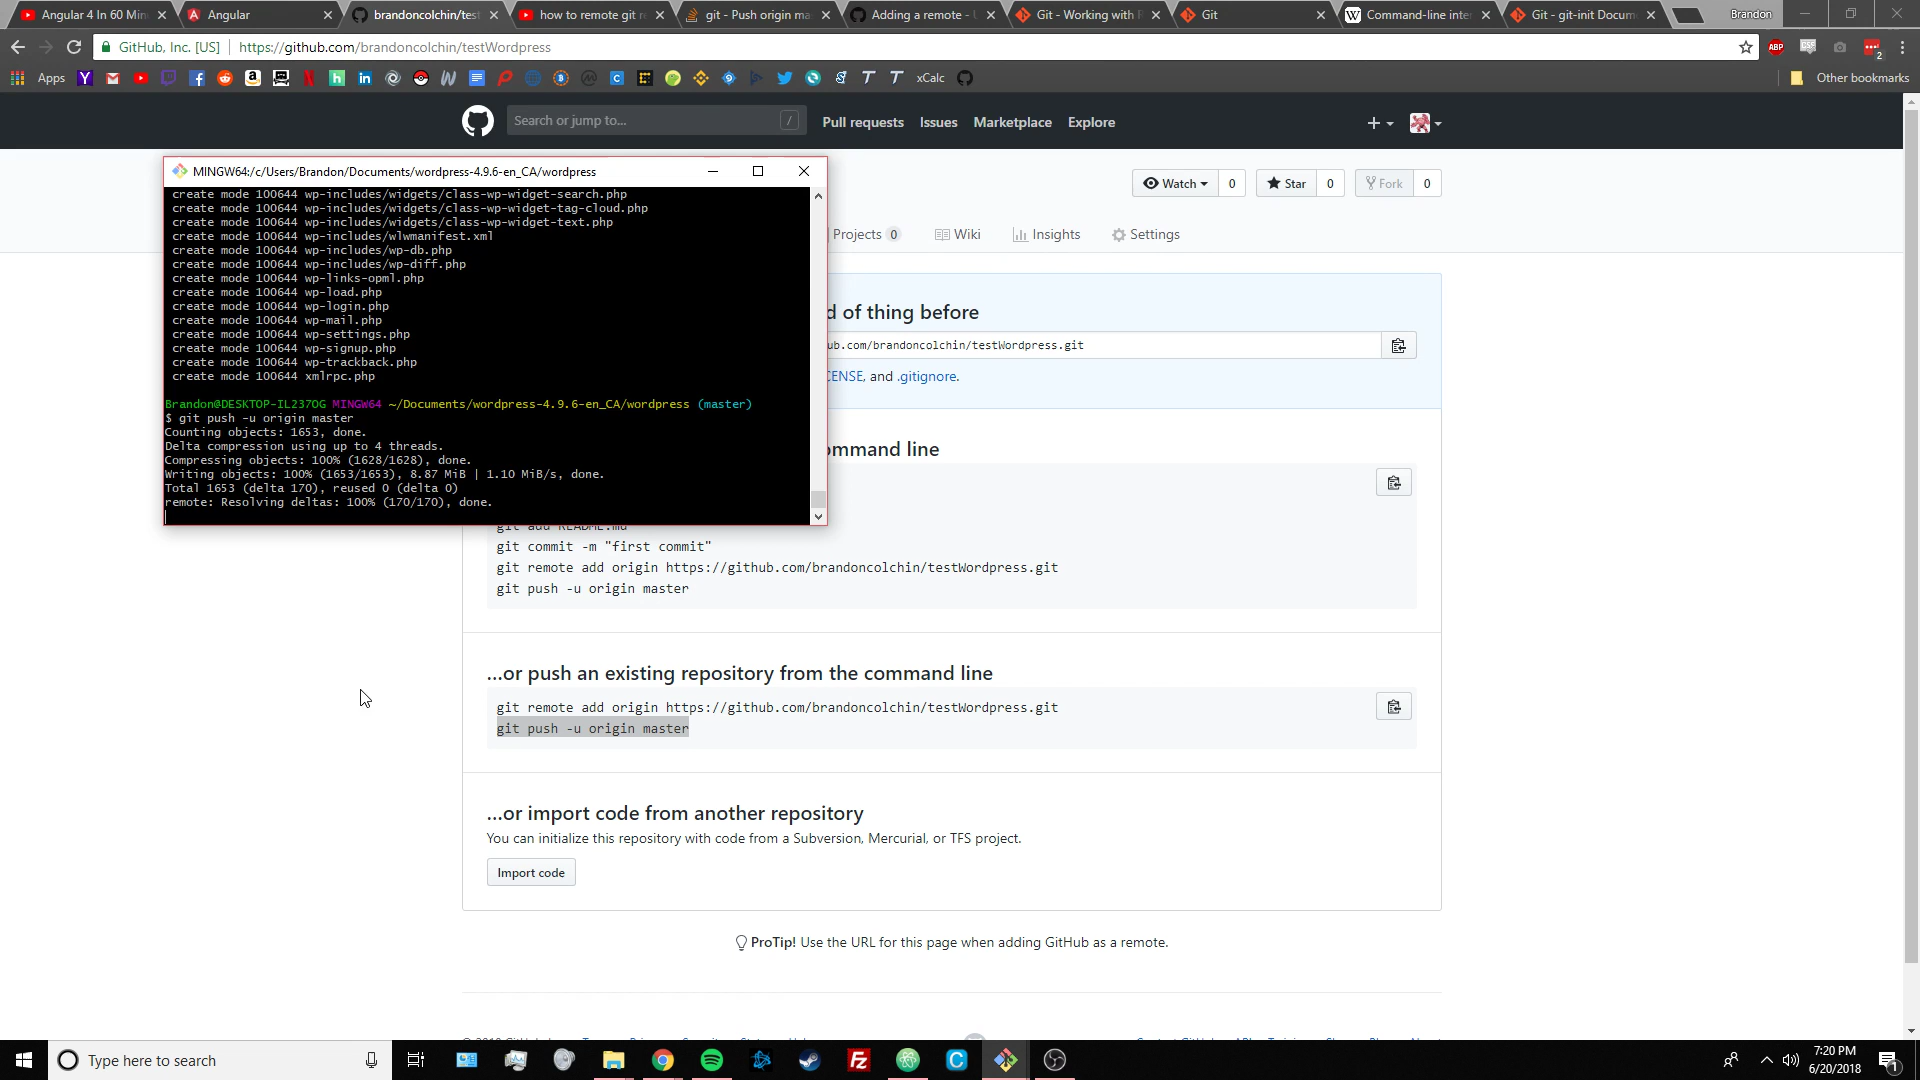 Angular 4 In 60 Min
Angular
brandoncolchin/test
how to remote git r
git - Push origin ma
Adding a remote - U
Git - Working with R
Git
Command-line inte
Git - git-init Docum
Brandon
GitHub, Inc. [US]
https://github.com/brandoncolchin/testWordpress
ABP
2
Apps
xCalc
Other bookmarks
Search or jump to...
/
Pull requests
Issues
Marketplace
Explore
MINGW64:/c/Users/Brandon/Documents/wordpress-4.9.6-en_CA/wordpress
create mode 100644 wp-includes/widgets/class-wp-widget-search.php
create mode 100644 wp-includes/widgets/class-wp-widget-tag-cloud.php
create mode 100644 wp-includes/widgets/class-wp-widget-text.php
create mode 100644 wp-includes/wlwmanifest.xml
create mode 100644 wp-includes/wp-db.php
create mode 100644 wp-includes/wp-diff.php
create mode 100644 wp-links-opml.php
create mode 100644 wp-load.php
create mode 100644 wp-login.php
create mode 100644 wp-mail.php
create mode 100644 wp-settings.php
create mode 100644 wp-signup.php
create mode 100644 wp-trackback.php
create mode 100644 xmlrpc.php
Brandon@DESKTOP-IL237OG MINGW64 ~/Documents/wordpress-4.9.6-en_CA/wordpress (master)
$ git push -u origin master
Counting objects: 1653, done.
Delta compression using up to 4 threads.
Compressing objects: 100% (1628/1628), done.
Writing objects: 100% (1653/1653), 8.87 MiB | 1.10 MiB/s, done.
Total 1653 (delta 170), reused 0 (delta 0)
remote: Resolving deltas: 100% (170/170), done.
Watch 0
Star 0
Fork 0
Projects 0
Wiki
Insights
Settings
d of thing before
ub.com/brandoncolchin/testWordpress.git
CENSE, and .gitignore.
ommand line
git add README.md
git commit -m "first commit"
git remote add origin https://github.com/brandoncolchin/testWordpress.git
git push -u origin master
…or push an existing repository from the command line
git remote add origin https://github.com/brandoncolchin/testWordpress.git
git push -u origin master
…or import code from another repository
You can initialize this repository with code from a Subversion, Mercurial, or TFS project.
Import code
ProTip! Use the URL for this page when adding GitHub as a remote.
Type here to search
7:20 PM
6/20/2018
1